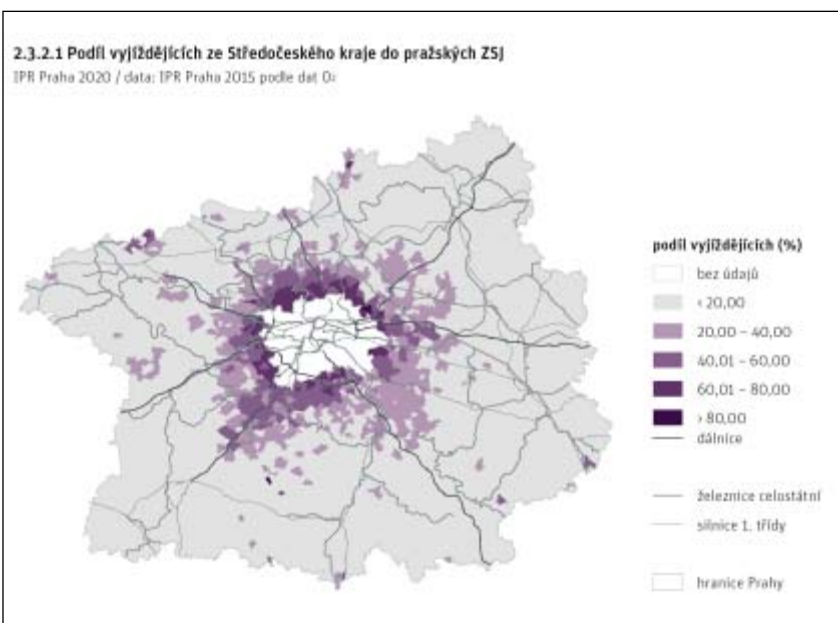 2.3.2.1 Podíl vyjíždějících ze Středočeského kraje do pražských ZSJ
IPR Praha 2020 / data: IPR Praha 2015 podle dat O2
podíl vyjíždějících (%)
bez údajů
< 20,00
20,00 – 40,00
40,01 – 60,00
60,01 – 80,00
> 80,00
dálnice
železnice celostátní
silnice 1. třídy
hranice Prahy